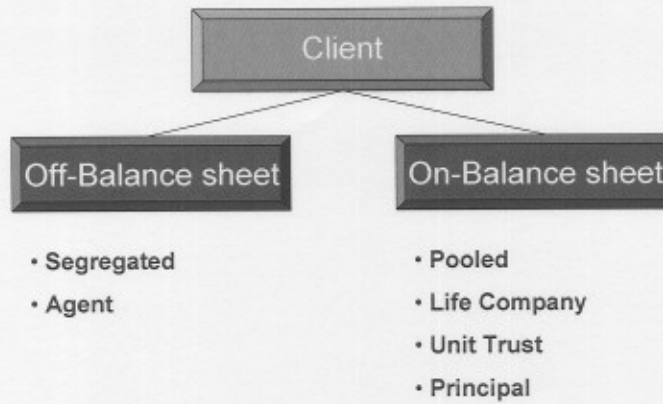 Client
Off-Balance sheet
On-Balance sheet
• Segregated
• Agent
• Pooled
• Life Company
• Unit Trust
• Principal